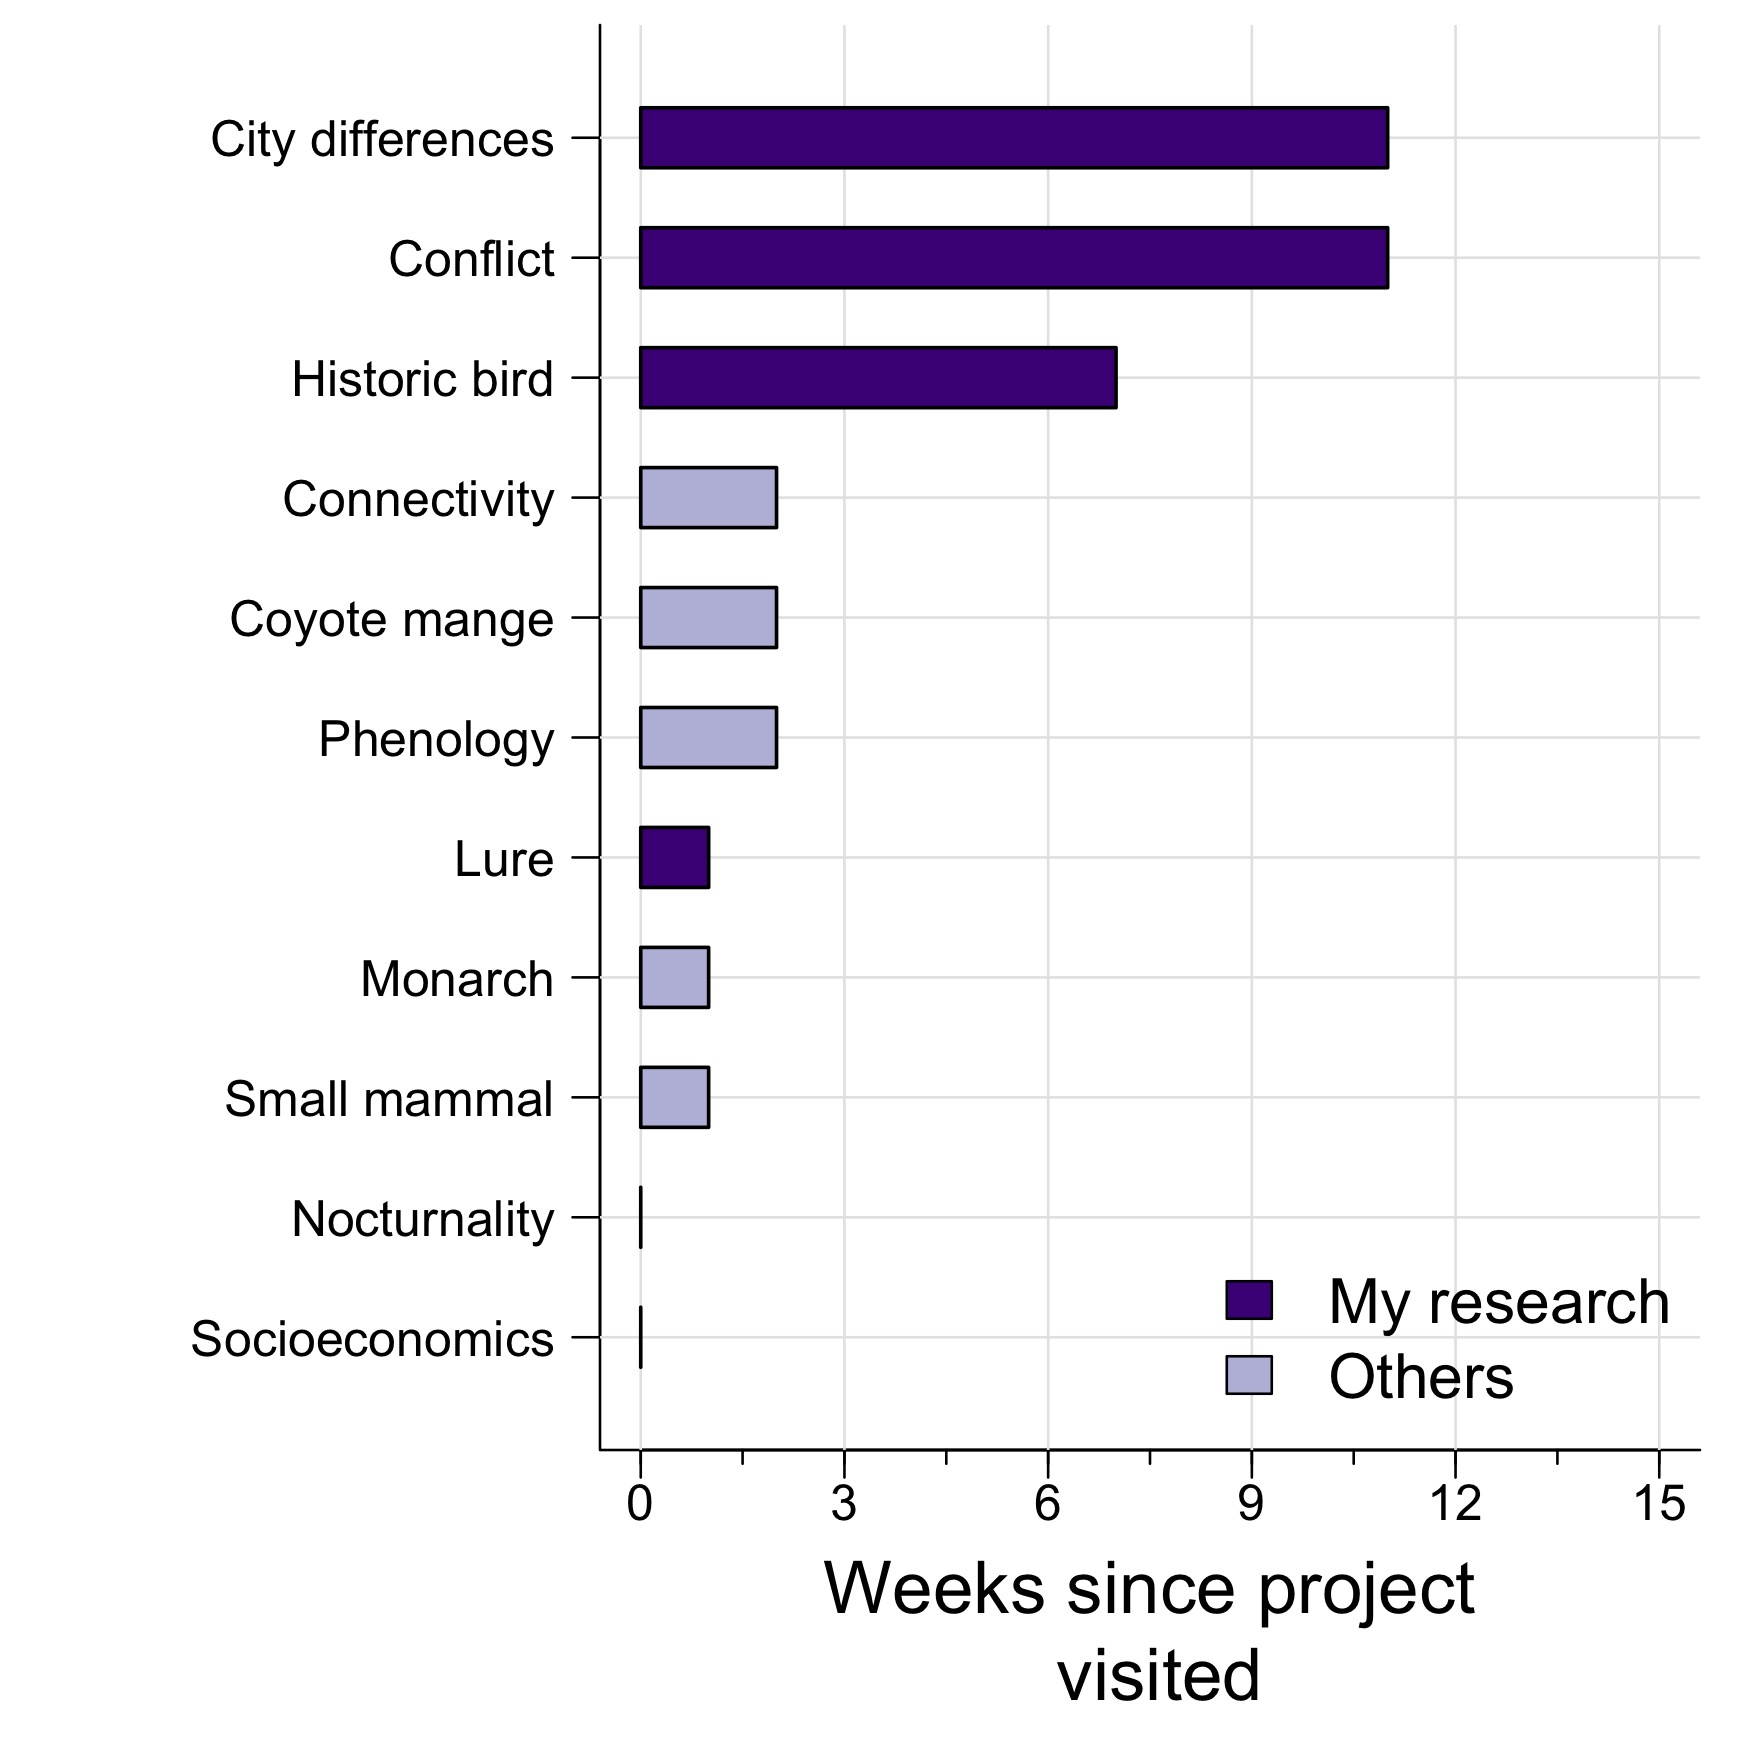 City differences
Conflict
Historic bird
Connectivity
Coyote mange
Phenology
Lure
Monarch
Small mammal
Nocturnality
Socioeconomics
My research
Others
0 3 6 9 12 15
Weeks since project
visited